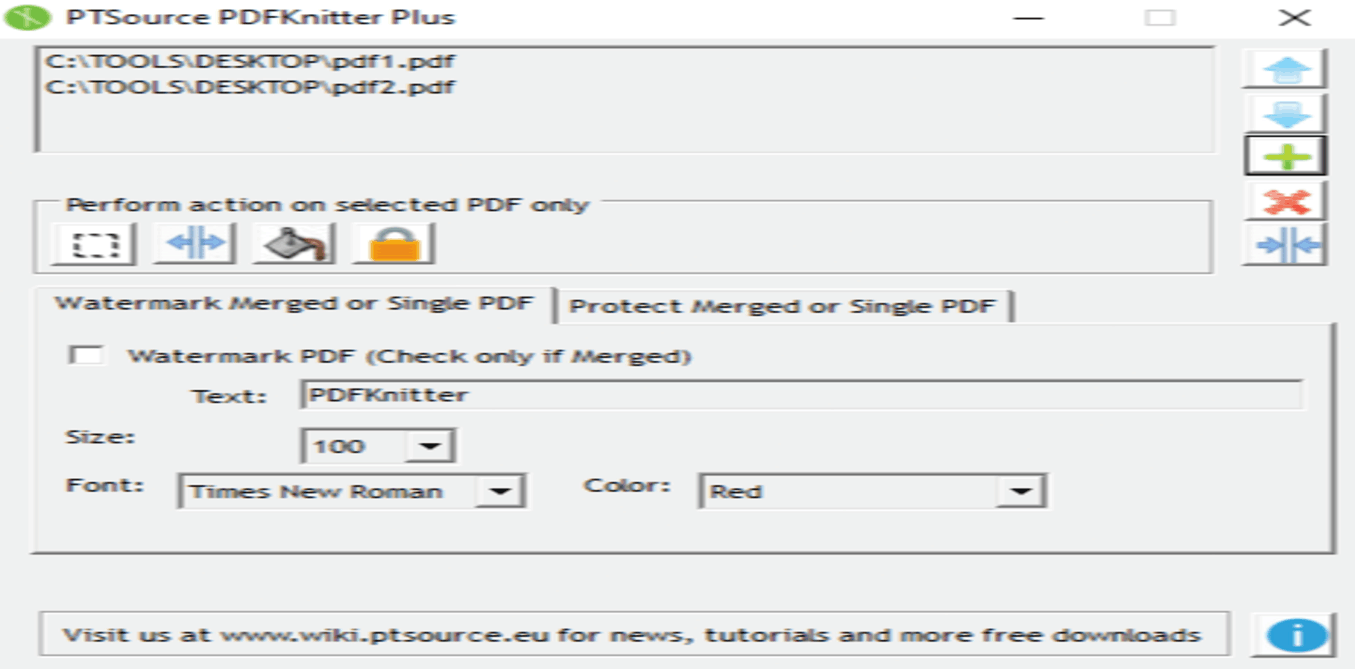 PTSource PDFKnitter Plus
C:\TOOLS\DESKTOP\pdf1.pdf
C:\TOOLS\DESKTOP\pdf2.pdf
Perform action on selected PDF only
Watermark Merged or Single PDF
Protect Merged or Single PDF
Watermark PDF (Check only if Merged)
Text: PDFKnitter
Size: 100
Font: Times New Roman Color: Red
Visit us at www.wiki.ptsource.eu for news, tutorials and more free downloads